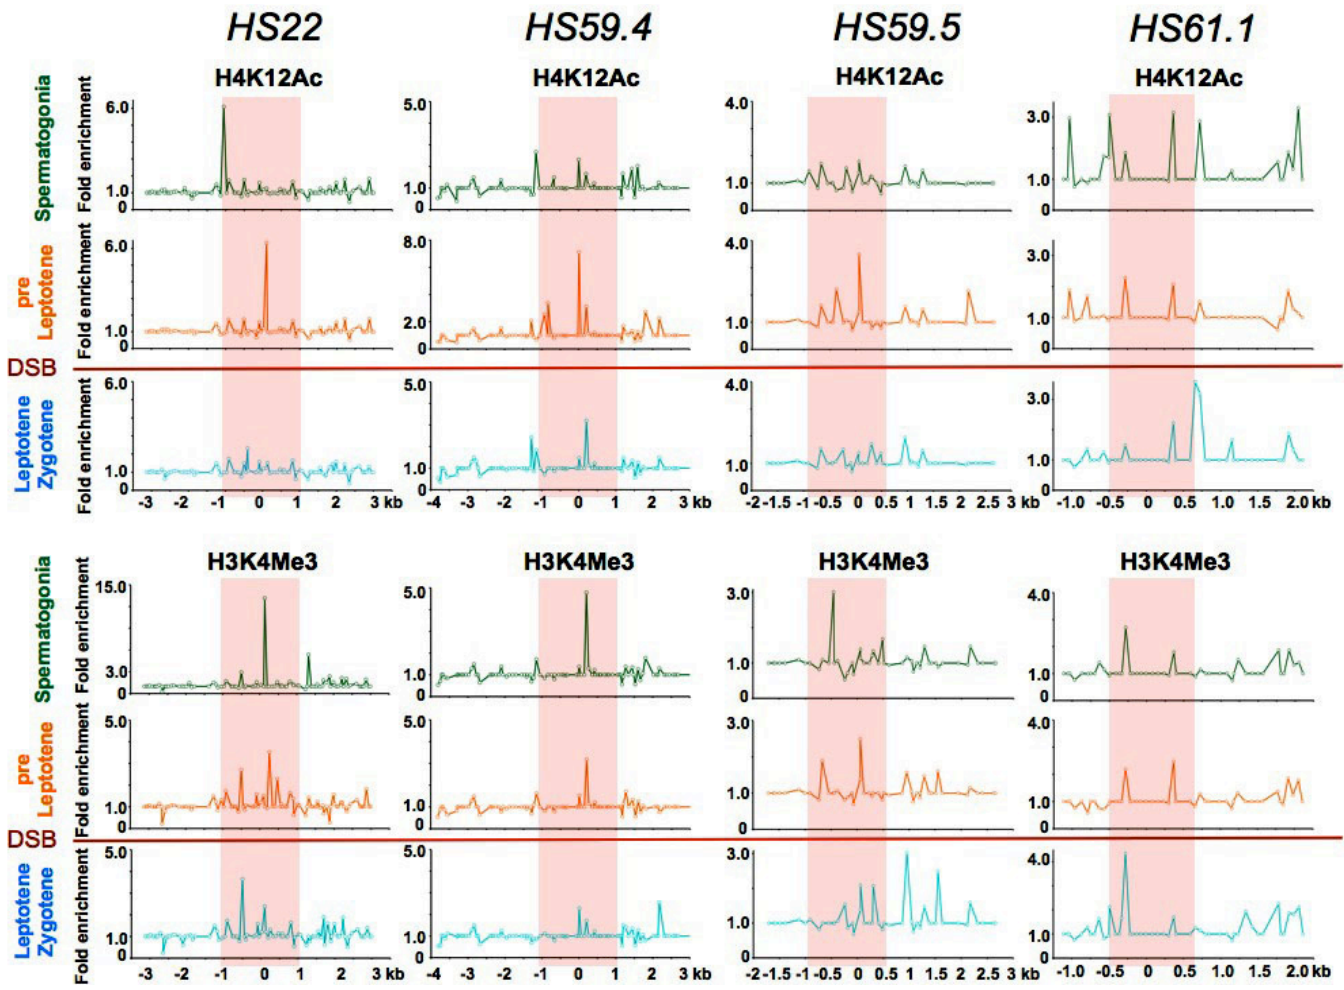 HS22 HS59.4 HS59.5 HS61.1
H4K12Ac H4K12Ac H4K12Ac H4K12Ac
Spermatogonia
Fold enrichment
6.0 1.0 0
5.0 1.0 0
4.0 1.0 0
3.0 1.0 0
pre
Leptotene
Fold enrichment
6.0 1.0 0
8.0 2.0 0
4.0 1.0 0
3.0 1.0 0
DSB
Leptotene
Zygotene
Fold enrichment
6.0 1.0 0
5.0 1.0 0
4.0 1.0 0
3.0 1.0 0
-3 -2 -1 0 1 2 3 kb
-4 -3 -2 -1 0 1 2 3 kb
-2 -1.5 -1 -0.5 0 0.5 1 1.5 2 2.5 3 kb
-1.0 -0.5 0 0.5 1.0 1.5 2.0 kb
H3K4Me3 H3K4Me3 H3K4Me3 H3K4Me3
Spermatogonia
Fold enrichment
15.0 3.0 0
5.0 1.0 0
3.0 1.0 0
4.0 1.0 0
pre
Leptotene
Fold enrichment
5.0 1.0 0
5.0 1.0 0
3.0 1.0 0
4.0 1.0 0
DSB
Leptotene
Zygotene
Fold enrichment
5.0 1.0 0
5.0 1.0 0
3.0 1.0 0
4.0 1.0 0
-3 -2 -1 0 1 2 3 kb
-4 -3 -2 -1 0 1 2 3 kb
-2 -1.5 -1 -0.5 0 0.5 1 1.5 2 2.5 3 kb
-1.0 -0.5 0 0.5 1.0 1.5 2.0 kb